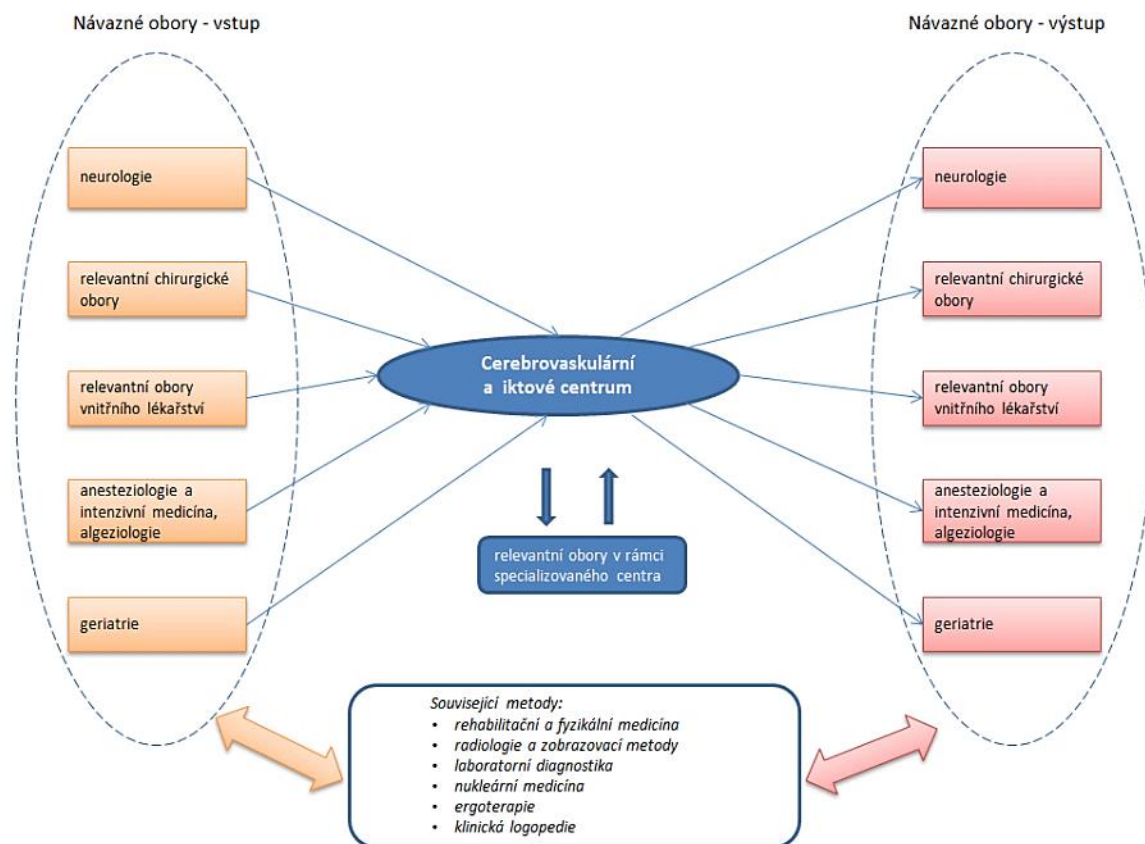 Návazné obory - vstup
Návazné obory - výstup
neurologie
relevantní chirurgické
obory
relevantní obory
vnitřního lékařství
anesteziologie a
intenzivní medicína,
algeziologie
geriatrie
Cerebrovaskulární
a iktové centrum
relevantní obory v rámci
specializovaného centra
neurologie
relevantní chirurgické
obory
relevantní obory
vnitřního lékařství
anesteziologie a
intenzivní medicína,
algeziologie
geriatrie
Související metody:
• rehabilitační a fyzikální medicína
• radiologie a zobrazovací metody
• laboratorní diagnostika
• nukleární medicína
• ergoterapie
• klinická logopedie